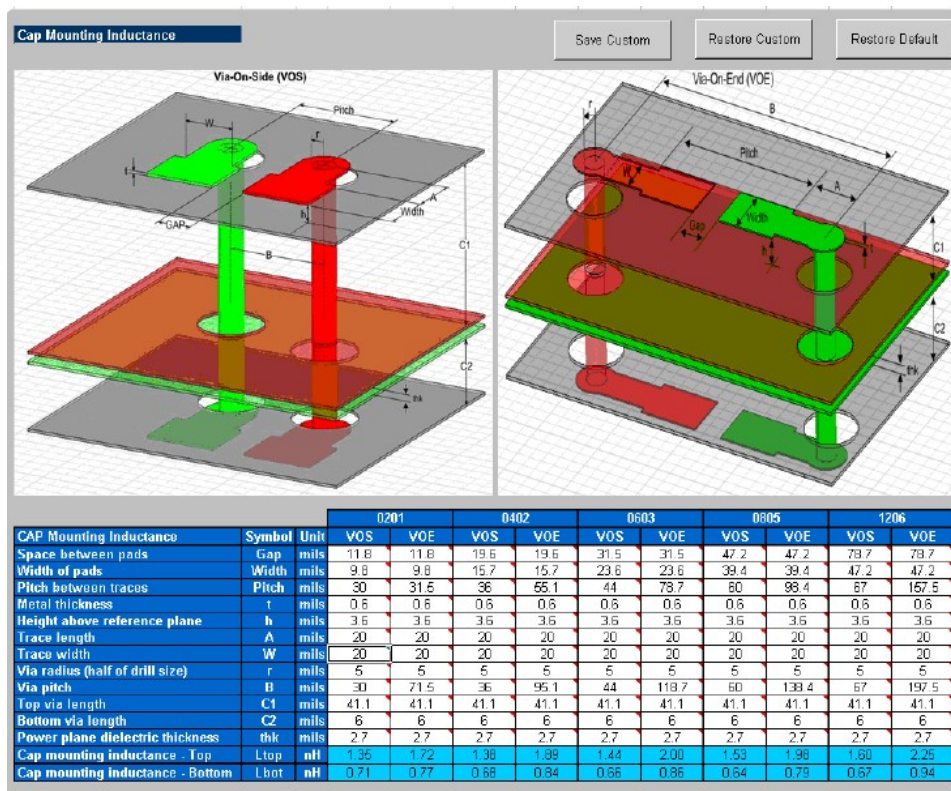 Cap Mounting Inductance
Save Custom
Restore Custom
Restore Default
Via-On-Side (VOS)
W
Pitch
r
t
A
Width
h
GAP
B
C1
C2
thk
Via-On-End (VOE)
r
B
Pitch
W
A
Width
Gap
h
t
C1
C2
thk
0201 0402 0603 0805 1206
CAP Mounting Inductance Symbol Unit VOS VOE VOS VOE VOS VOE VOS VOE VOS VOE
Space between pads Gap mils 11.8 11.8 19.6 19.6 31.5 31.5 47.2 47.2 78.7 78.7
Width of pads Width mils 9.8 9.8 15.7 15.7 23.6 23.6 39.4 39.4 47.2 47.2
Pitch between traces Pitch mils 30 31.5 36 55.1 44 78.7 60 98.4 67 157.5
Metal thickness t mils 0.6 0.6 0.6 0.6 0.6 0.6 0.6 0.6 0.6 0.6
Height above reference plane h mils 3.6 3.6 3.6 3.6 3.6 3.6 3.6 3.6 3.6 3.6
Trace length A mils 20 20 20 20 20 20 20 20 20 20
Trace width W mils 20 20 20 20 20 20 20 20 20 20
Via radius (half of drill size) r mils 5 5 5 5 5 5 5 5 5 5
Via pitch B mils 30 71.5 36 95.1 44 118.7 60 138.4 67 197.5
Top via length C1 mils 41.1 41.1 41.1 41.1 41.1 41.1 41.1 41.1 41.1 41.1
Bottom via length C2 mils 6 6 6 6 6 6 6 6 6 6
Power plane dielectric thickness thk mils 2.7 2.7 2.7 2.7 2.7 2.7 2.7 2.7 2.7 2.7
Cap mounting inductance - Top Ltop nH 1.35 1.72 1.38 1.89 1.44 2.00 1.53 1.98 1.60 2.25
Cap mounting inductance - Bottom Lbot nH 0.71 0.77 0.68 0.84 0.66 0.86 0.64 0.79 0.67 0.94